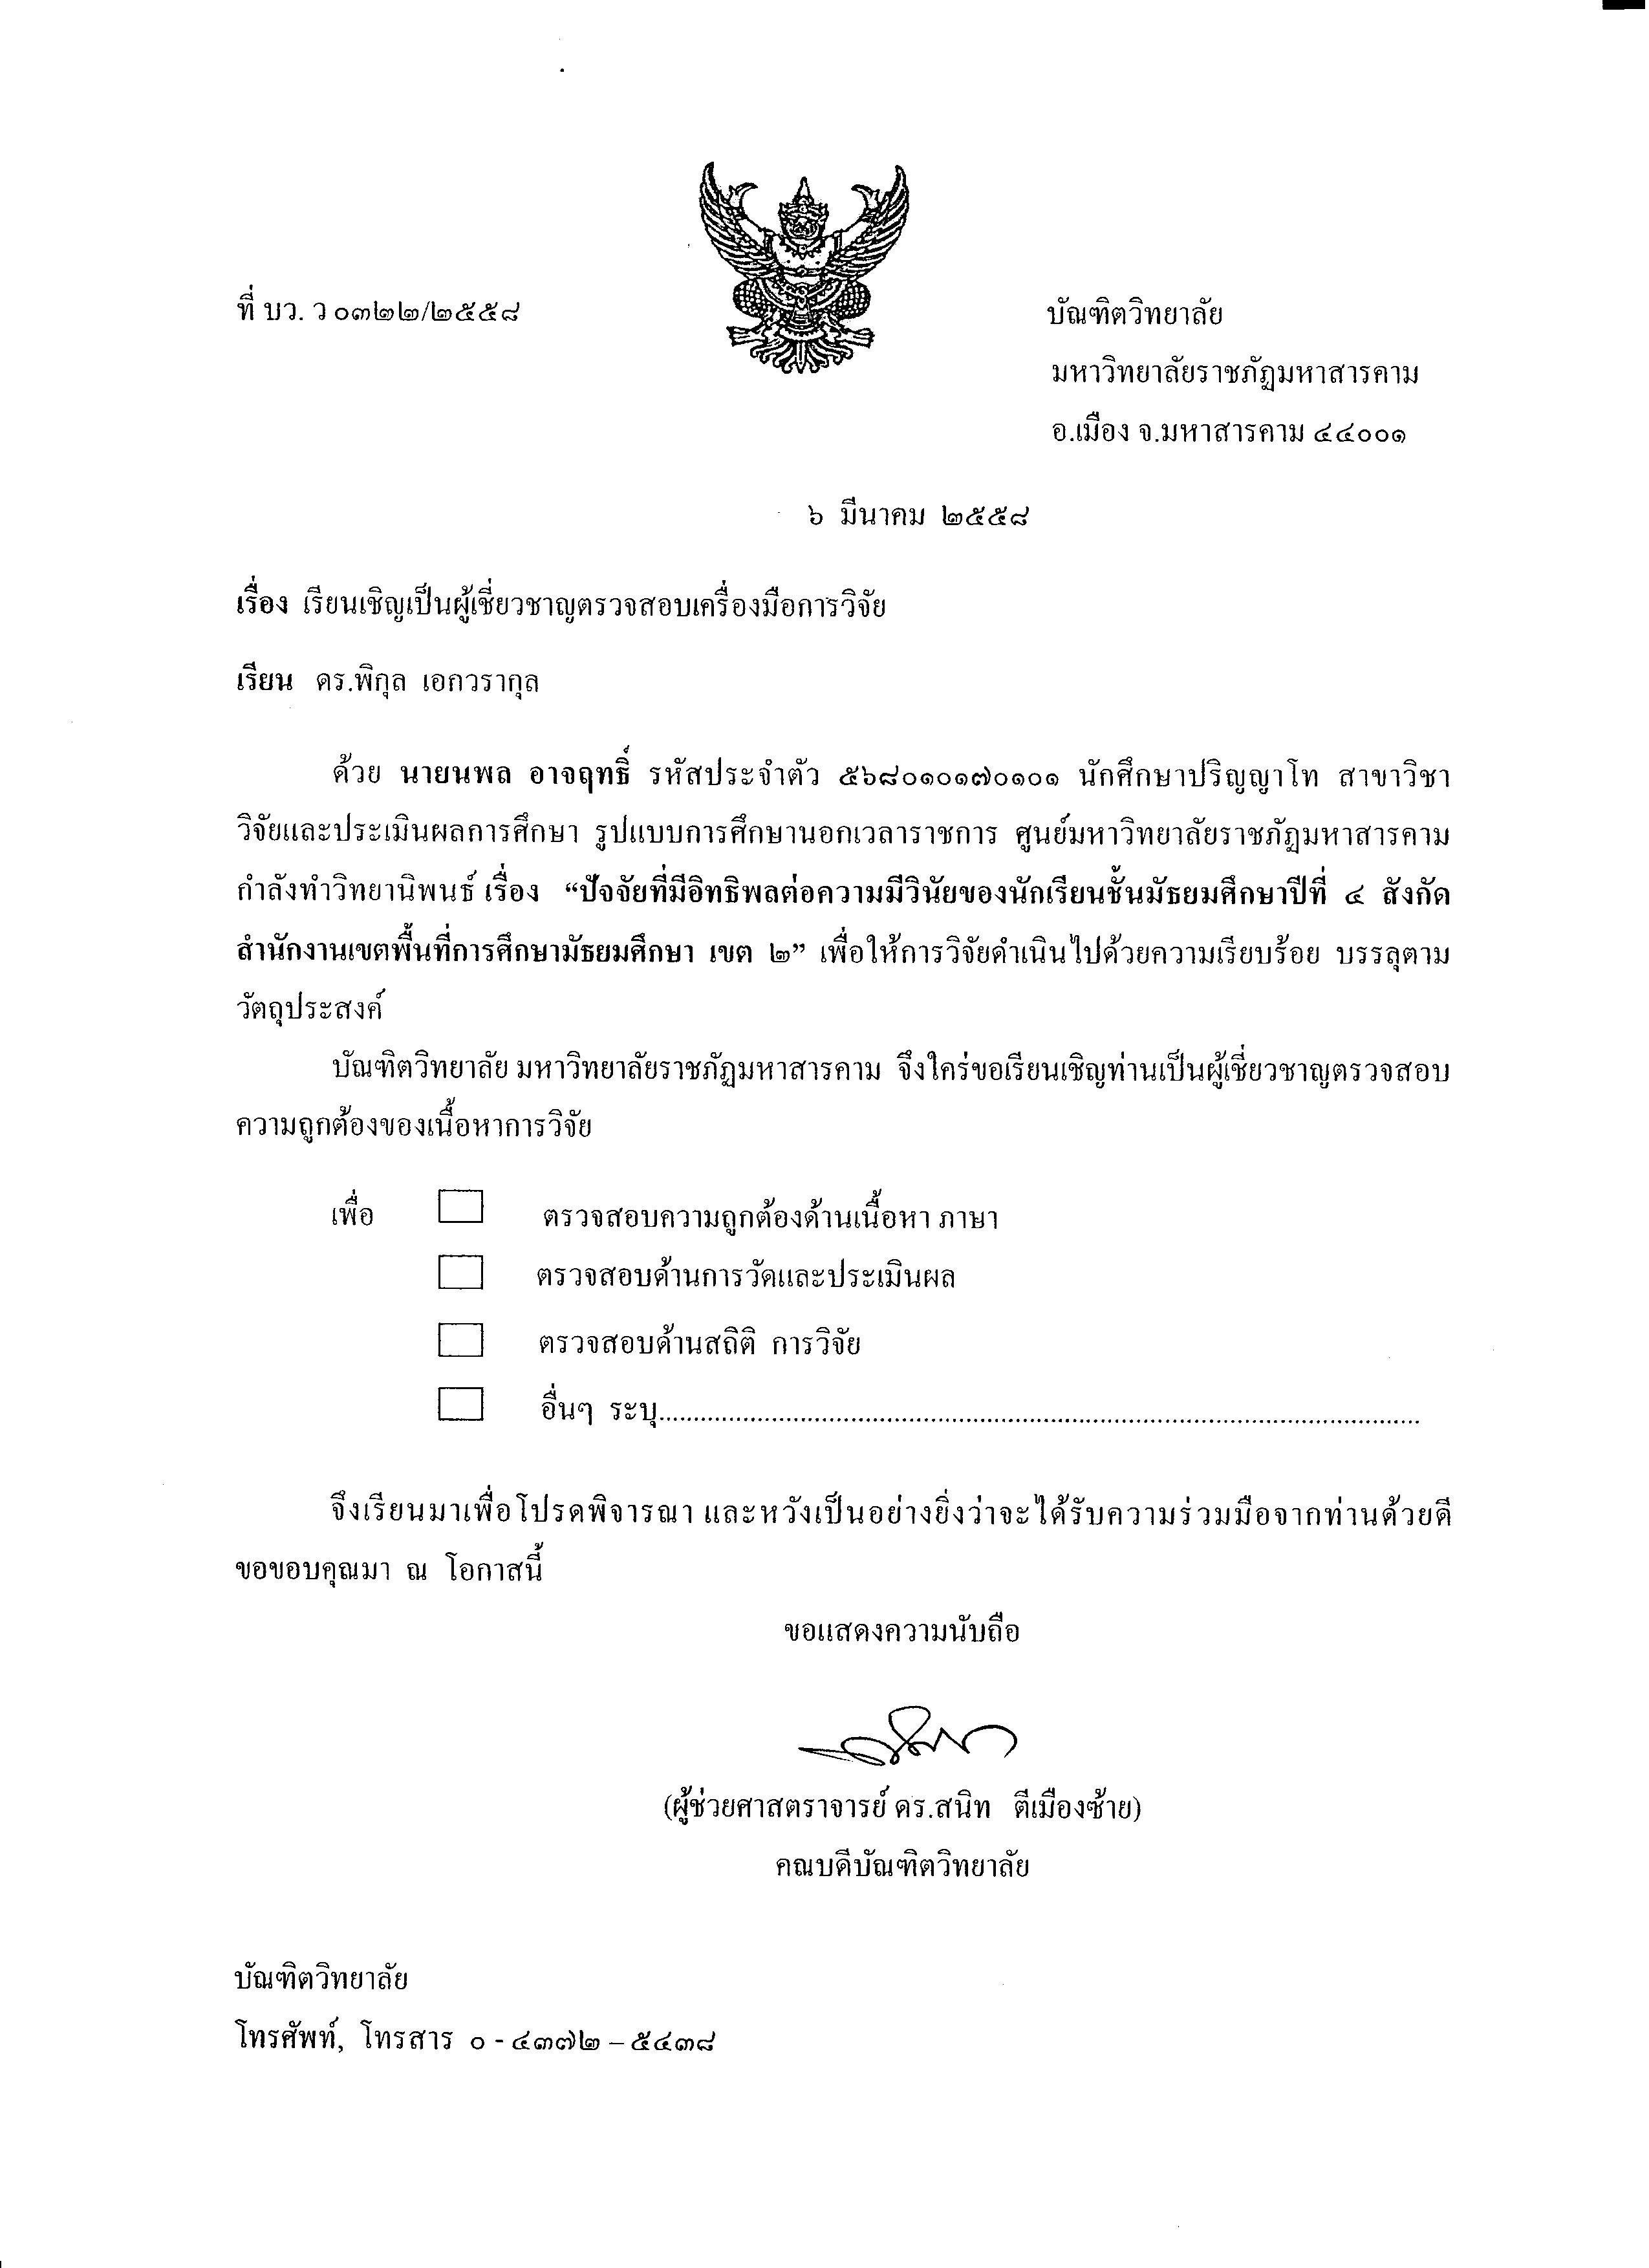 ที่ บว. ว ๐๓๒๒/๒๕๕๘
บัณฑิตวิทยาลัย
มหาวิทยาลัยราชภัฏมหาสารคาม
อ.เมือง จ.มหาสารคาม ๔๔๐๐๑
๖ มีนาคม ๒๕๕๘
เรื่อง เรียนเชิญเป็นผู้เชี่ยวชาญตรวจสอบเครื่องมือการวิจัย
เรียน ดร.พิกุล เอกวรากุล
ด้วย นายนพล อาจฤทธิ์ รหัสประจำตัว ๕๖๘๐๑๐๑๗๐๑๐๑ นักศึกษาปริญญาโท สาขาวิชา
วิจัยและประเมินผลการศึกษา รูปแบบการศึกษานอกเวลาราชการ ศูนย์มหาวิทยาลัยราชภัฏมหาสารคาม
กำลังทำวิทยานิพนธ์ เรื่อง “ปัจจัยที่มีอิทธิพลต่อความมีวินัยของนักเรียนชั้นมัธยมศึกษาปีที่ ๔ สังกัด
สำนักงานเขตพื้นที่การศึกษามัธยมศึกษา เขต ๒” เพื่อให้การวิจัยดำเนินไปด้วยความเรียบร้อย บรรลุตาม
วัตถุประสงค์
บัณฑิตวิทยาลัย มหาวิทยาลัยราชภัฏมหาสารคาม จึงใคร่ขอเรียนเชิญท่านเป็นผู้เชี่ยวชาญตรวจสอบ
ความถูกต้องของเนื้อหาการวิจัย
เพื่อ ตรวจสอบความถูกต้องด้านเนื้อหา ภาษา
ตรวจสอบด้านการวัดและประเมินผล
ตรวจสอบด้านสถิติ การวิจัย
อื่นๆ ระบุ..........................................................................................................
จึงเรียนมาเพื่อโปรดพิจารณา และหวังเป็นอย่างยิ่งว่าจะได้รับความร่วมมือจากท่านด้วยดี
ขอขอบคุณมา ณ โอกาสนี้
ขอแสดงความนับถือ
(ผู้ช่วยศาสตราจารย์ ดร.สนิท ตีเมืองซ้าย)
คณบดีบัณฑิตวิทยาลัย
บัณฑิตวิทยาลัย
โทรศัพท์, โทรสาร ๐ - ๔๓๗๒ – ๕๔๓๘